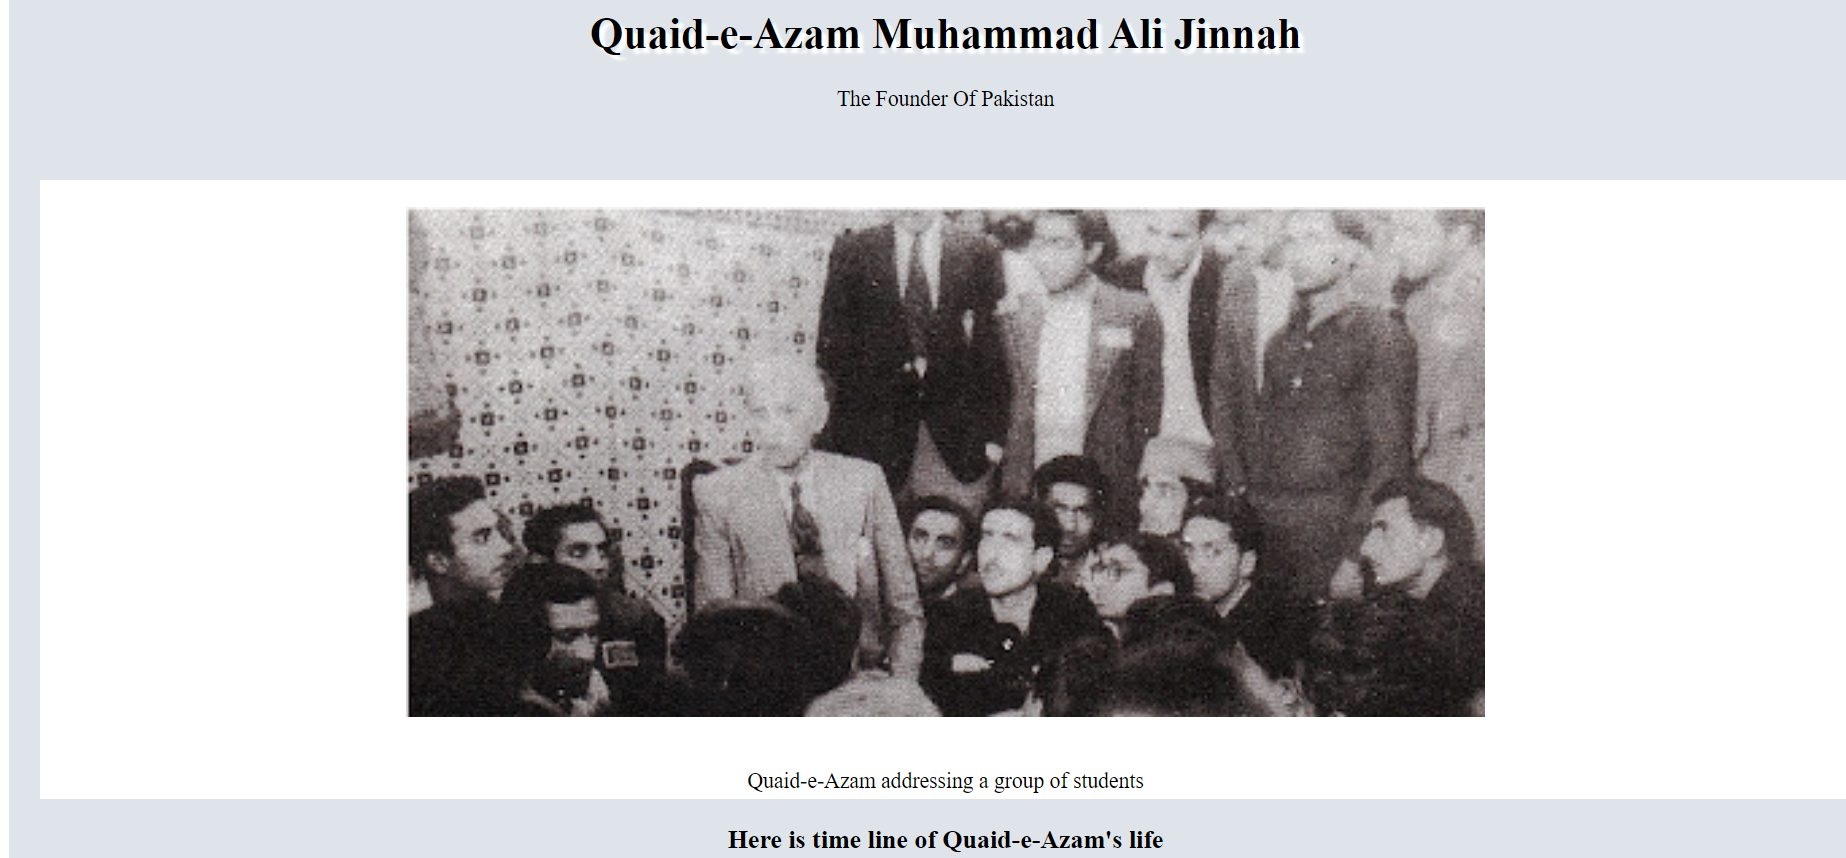 Quaid-e-Azam Muhammad Ali Jinnah
The Founder Of Pakistan
Quaid-e-Azam addressing a group of students
Here is time line of Quaid-e-Azam's life